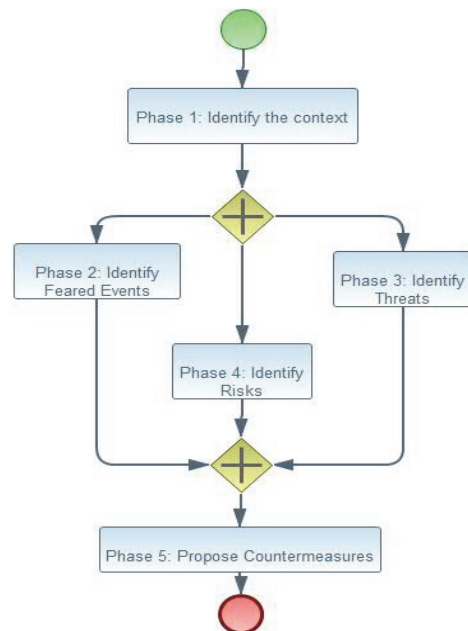 Phase 1: Identify the context
Phase 2: Identify
Feared Events
Phase 3: Identify
Threats
Phase 4: Identify
Risks
Phase 5: Propose Countermeasures